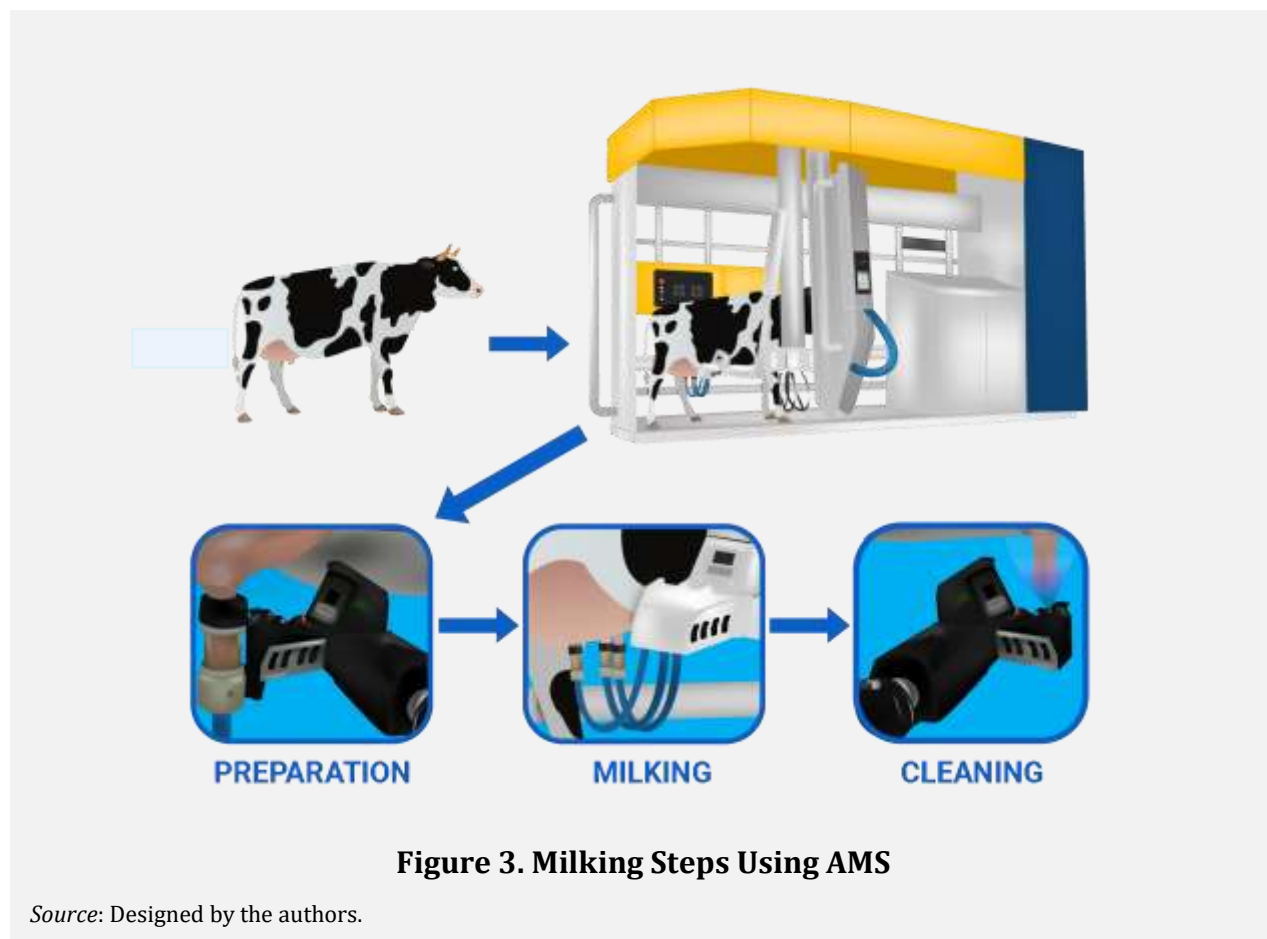 PREPARATION
MILKING
CLEANING
Figure 3. Milking Steps Using AMS
Source: Designed by the authors.